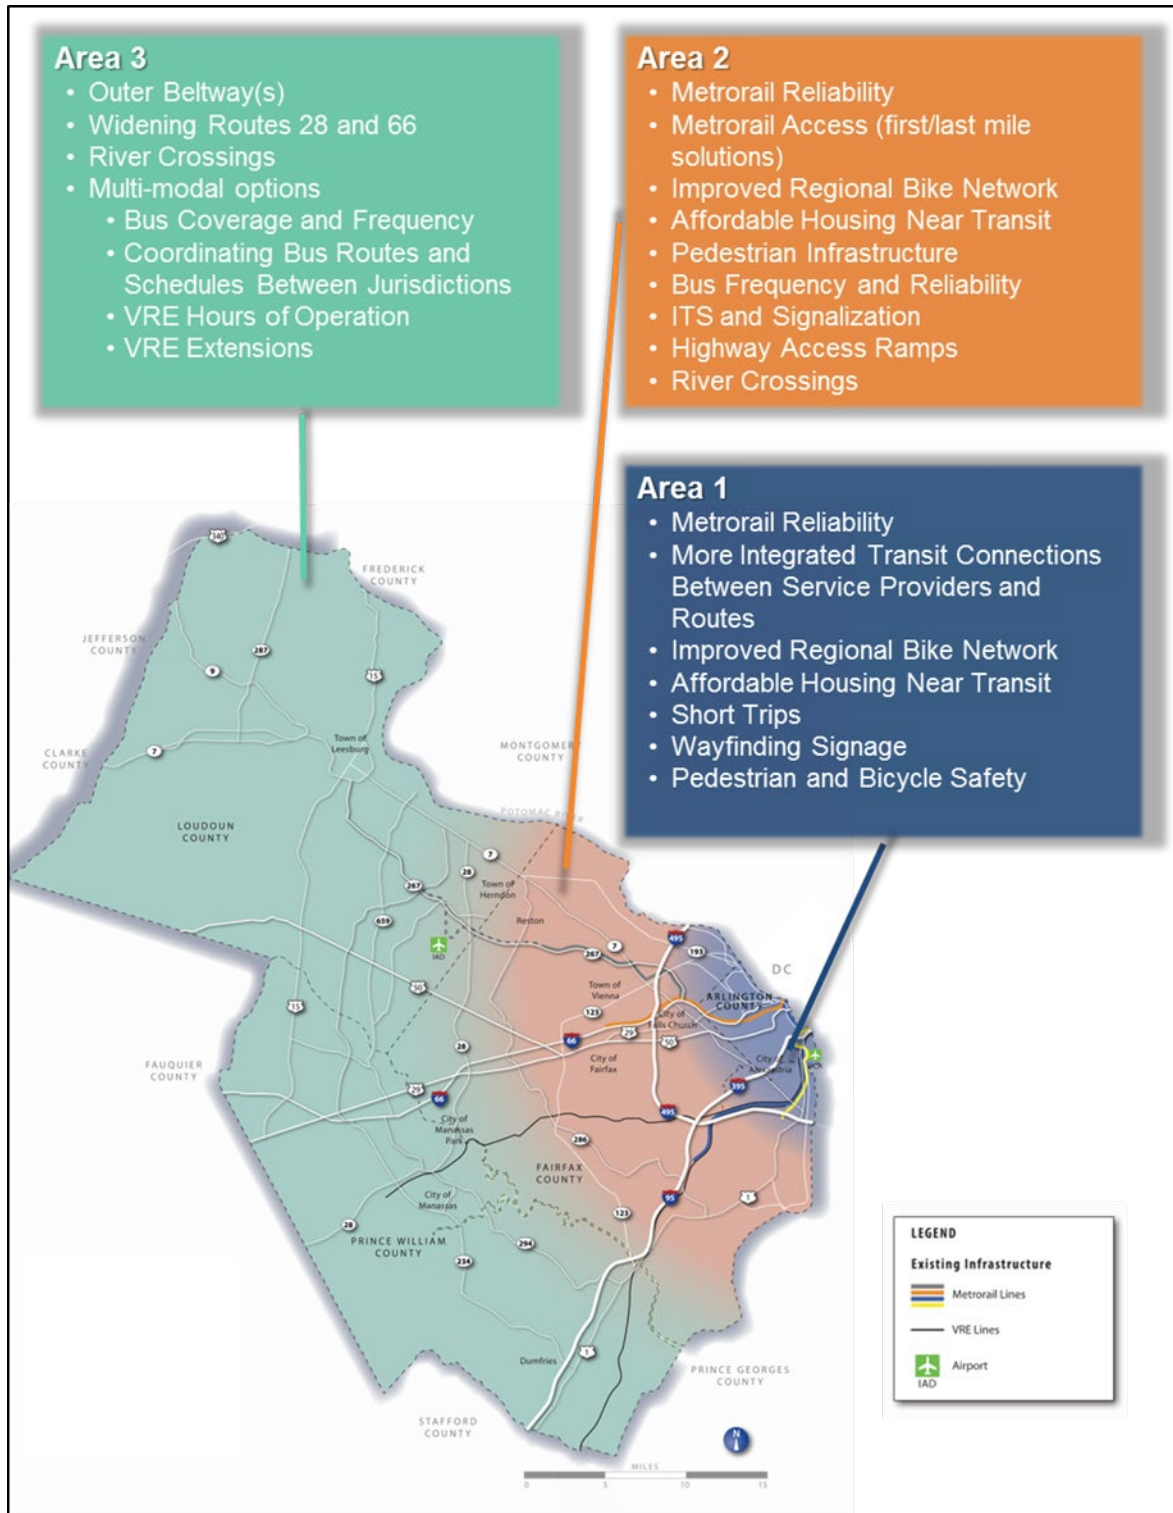 Area 3
• Outer Beltway(s)
• Widening Routes 28 and 66
• River Crossings
• Multi-modal options
• Bus Coverage and Frequency
• Coordinating Bus Routes and
Schedules Between Jurisdictions
• VRE Hours of Operation
• VRE Extensions
Area 2
• Metrorail Reliability
• Metrorail Access (first/last mile
solutions)
• Improved Regional Bike Network
• Affordable Housing Near Transit
• Pedestrian Infrastructure
• Bus Frequency and Reliability
• ITS and Signalization
• Highway Access Ramps
• River Crossings
Area 1
• Metrorail Reliability
• More Integrated Transit Connections
Between Service Providers and
Routes
• Improved Regional Bike Network
• Affordable Housing Near Transit
• Short Trips
• Wayfinding Signage
• Pedestrian and Bicycle Safety
340
FREDERICK
COUNTY
JEFFERSON
COUNTY
287
9
15
CLARKE
COUNTY
7
Town of
Leesburg
MONTGOMERY
COUNTY
POTOMAC RIVER
LOUDOUN
COUNTY
7
28
267
Town of
Herndon
Reston
659
IAD
495
193
7
267
DC
50
15
Town of
Vienna
ARLINGTON
COUNTY
123
City of
Falls Church
29
50
66
28
City of
Fairfax
City of
Alexandria
FAUQUIER
COUNTY
29
66
395
495
City of
Manassas
Park
286
FAIRFAX
COUNTY
City of
Manassas
95
1
123
28
PRINCE WILLIAM
COUNTY
294
234
Dumfries
1
PRINCE GEORGES
COUNTY
STAFFORD
COUNTY
N
MILES
0 5 10 15
LEGEND
Existing Infrastructure
Metrorail Lines
VRE Lines
Airport
IAD